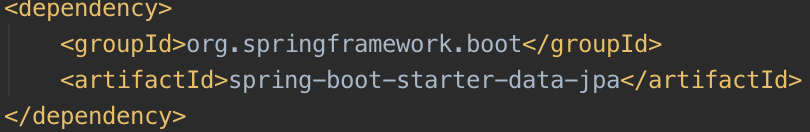 <dependency>
    <groupId>org.springframework.boot</groupId>
    <artifactId>spring-boot-starter-data-jpa</artifactId>
</dependency>